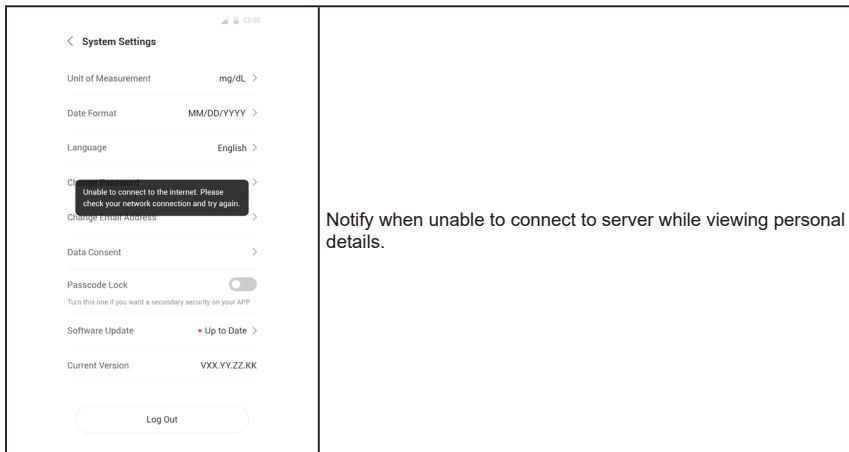 13:00
System Settings
Unit of Measurement mg/dL
Date Format MM/DD/YYYY
Language English
Change Password
Unable to connect to the internet. Please
check your network connection and try again.
Change Email Address
Data Consent
Passcode Lock
Turn this one if you want a secondary security on your APP
Software Update • Up to Date
Current Version VXX.YY.ZZ.KK
Log Out
Notify when unable to connect to server while viewing personal
details.